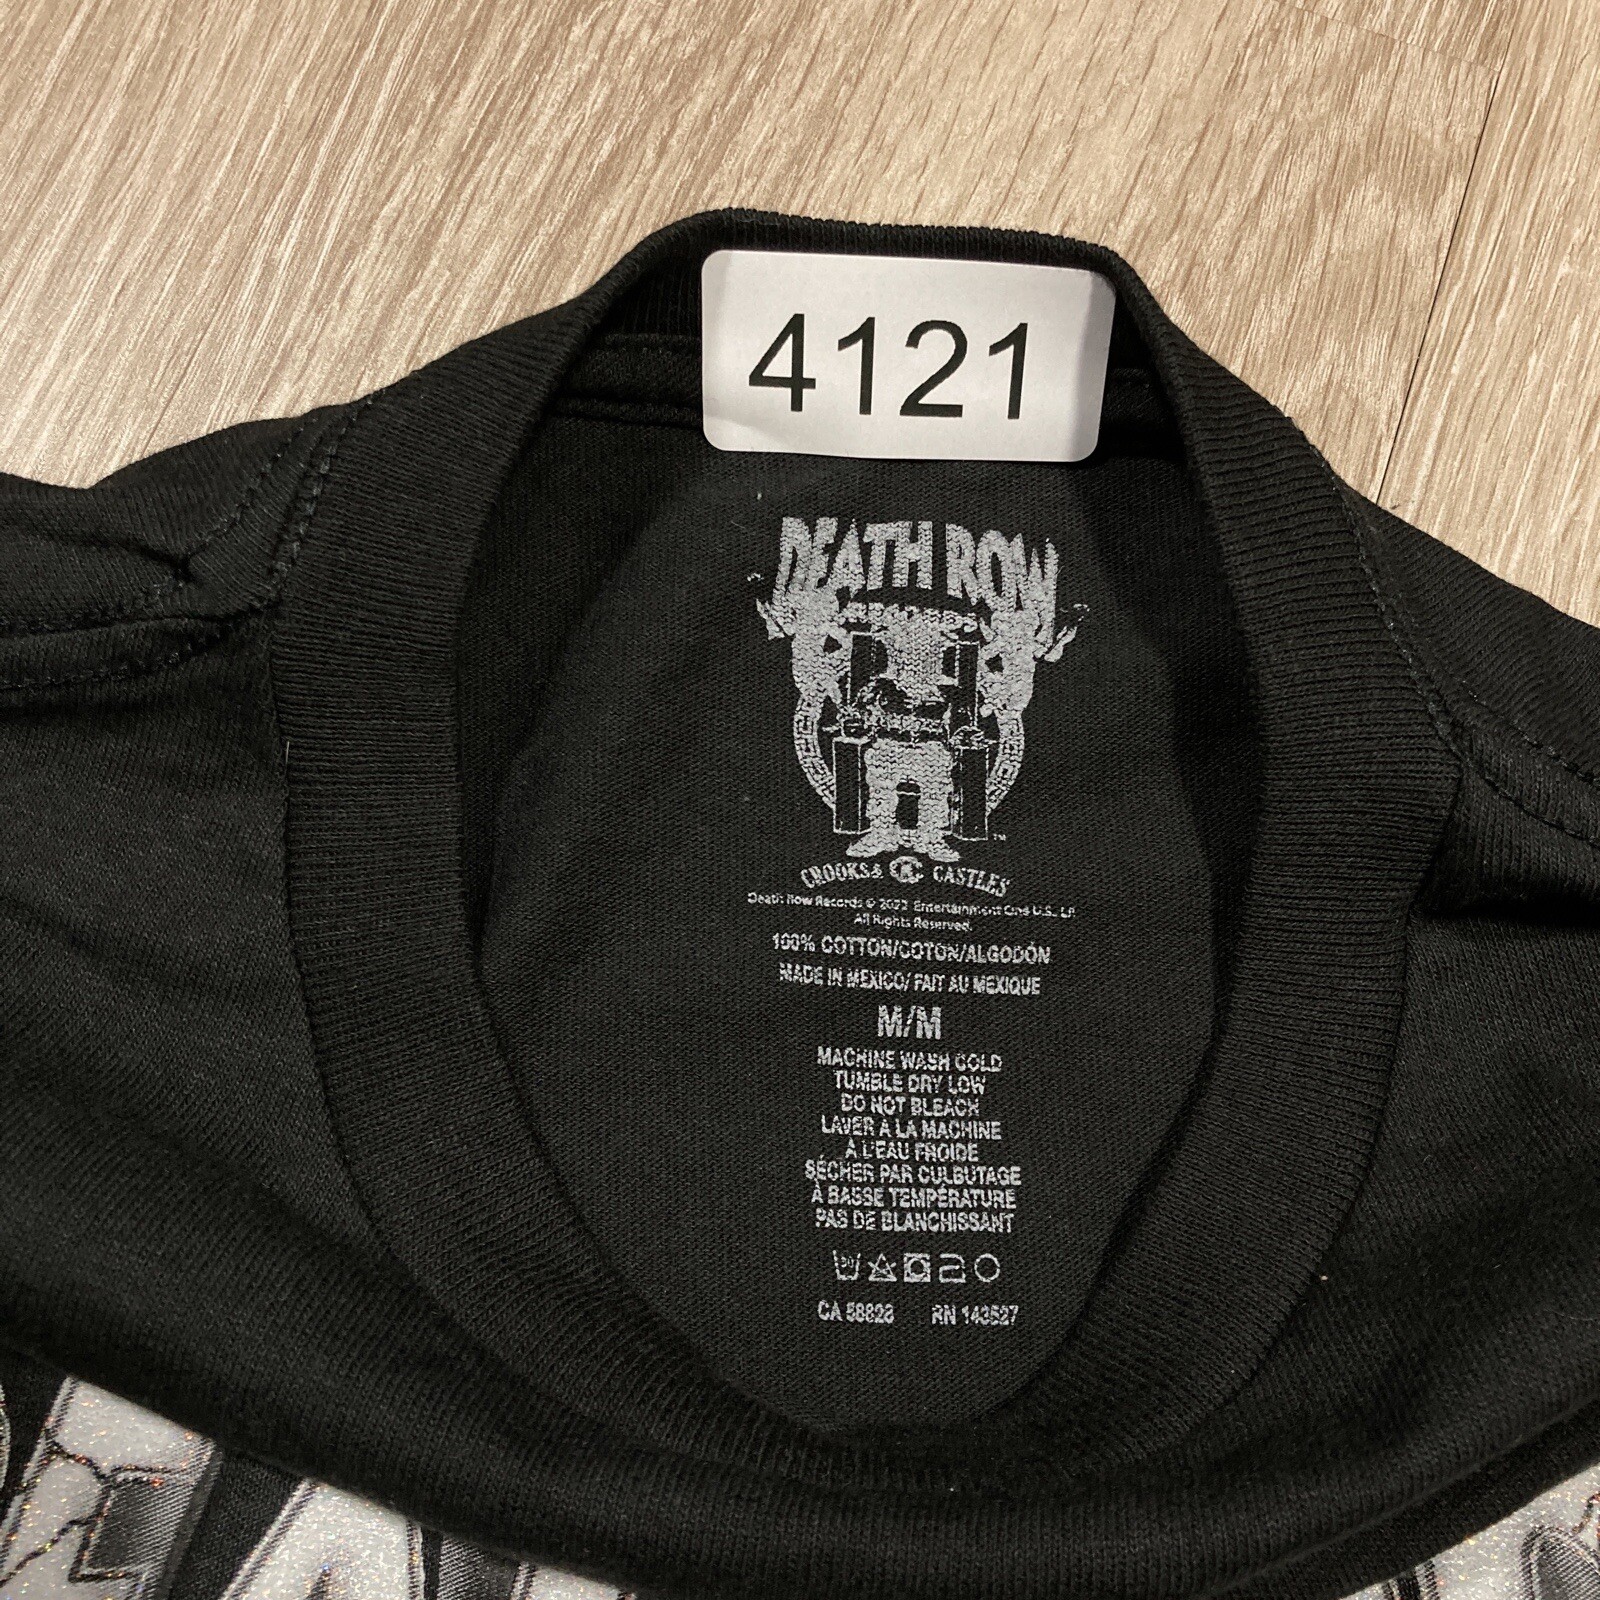 4121
DEATH ROW
RECORDS
CROOKS & CASTLES
Death Row Records © 2022 Entertainment One U.S., LP.
All Rights Reserved.
100% COTTON/COTON/ALGODÓN
MADE IN MEXICO/ FAIT AU MEXIQUE
M/M
MACHINE WASH COLD
TUMBLE DRY LOW
DO NOT BLEACH
LAVER A LA MACHINE
A L'EAU FROIDE
SÉCHER PAR CULBUTAGE
À BASSE TEMPÉRATURE
PAS DE BLANCHISSANT
30
CA 58828 RN 143527